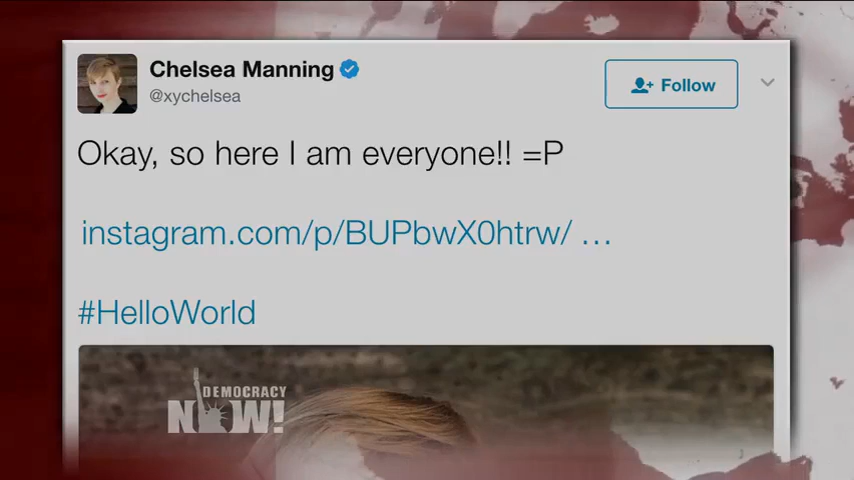 Chelsea Manning
@xychelsea
Follow
Okay, so here I am everyone!! =P
instagram.com/p/BUPbwX0htrw/ ...
#HelloWorld
DEMOCRACY
NOW!